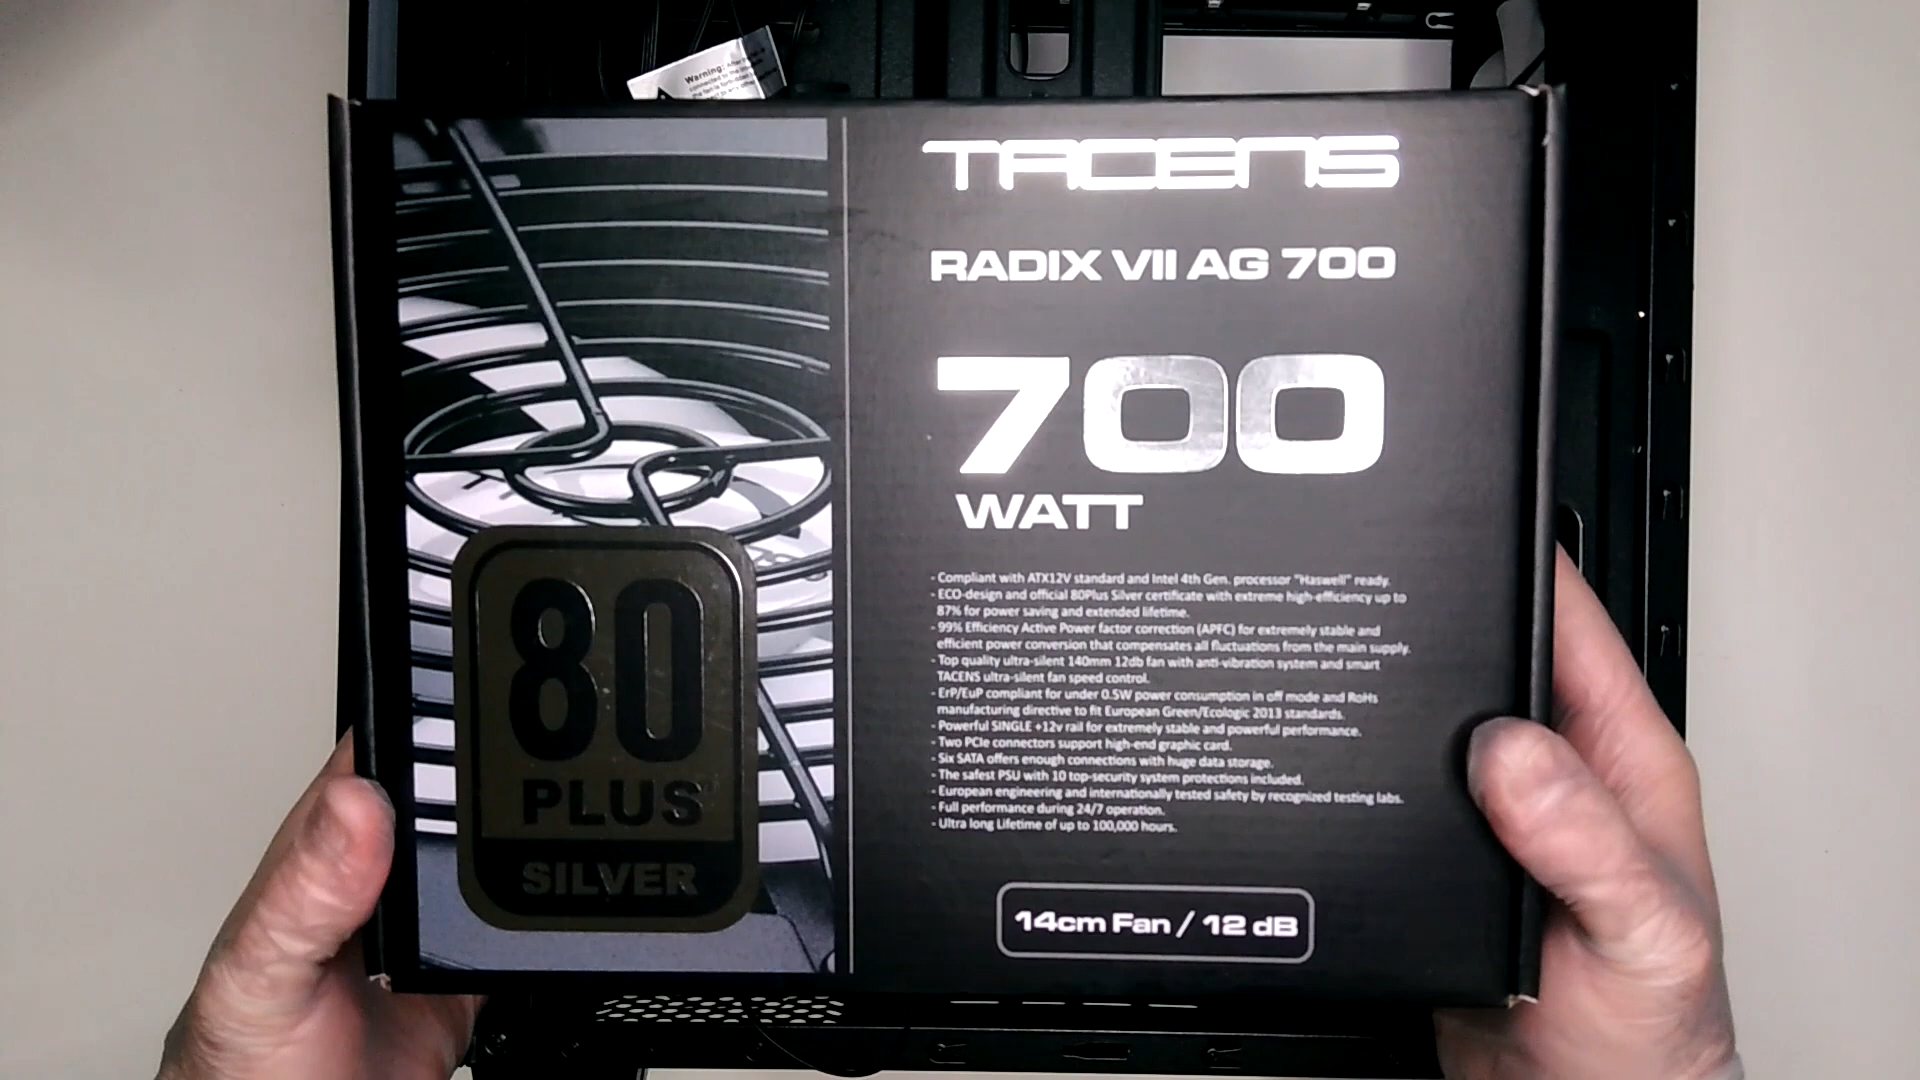 Warning:
TACENS
RADIX VII AG 700
700
WATT
- Compliant with ATX12V standard and Intel 4th Gen. processor "Haswell" ready.
- ECO-design and official 80Plus Silver certificate with extreme high-efficiency up to
87% for power saving and extended lifetime.
- 99% Efficiency Active Power factor correction (APFC) for extremely stable and
efficient power conversion that compensates all fluctuations from the main supply.
- Top quality ultra-silent 140mm 12db fan with anti-vibration system and smart
TACENS ultra-silent fan speed control.
- ErP/EuP compliant for under 0.5W power consumption in off mode and RoHs
manufacturing directive to fit European Green/Ecologic 2013 standards.
- Powerful SINGLE +12v rail for extremely stable and powerful performance.
- Two PCIe connectors support high-end graphic card.
- Six SATA offers enough connections with huge data storage.
- The safest PSU with 10 top-security system protections included.
- European engineering and internationally tested safety by recognized testing labs.
- Full performance during 24/7 operation.
- Ultra long Lifetime of up to 100,000 hours.
14cm Fan / 12 dB
80
PLUS
SILVER